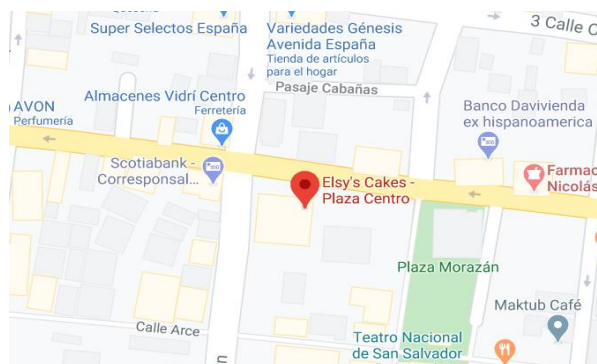 Super Selectos España
Variedades Génesis
Avenida España
Tienda de artículos
para el hogar
3 Calle
Pasaje Cabañas
AVON
Perfumería
Almacenes Vidrí Centro
Ferretería
Banco Davivienda
ex hispanoamerica
Scotiabank -
Corresponsal...
Elsy's Cakes -
Plaza Centro
Farmac
Nicolás
Plaza Morazán
Maktub Café
Calle Arce
Teatro Nacional
de San Salvador